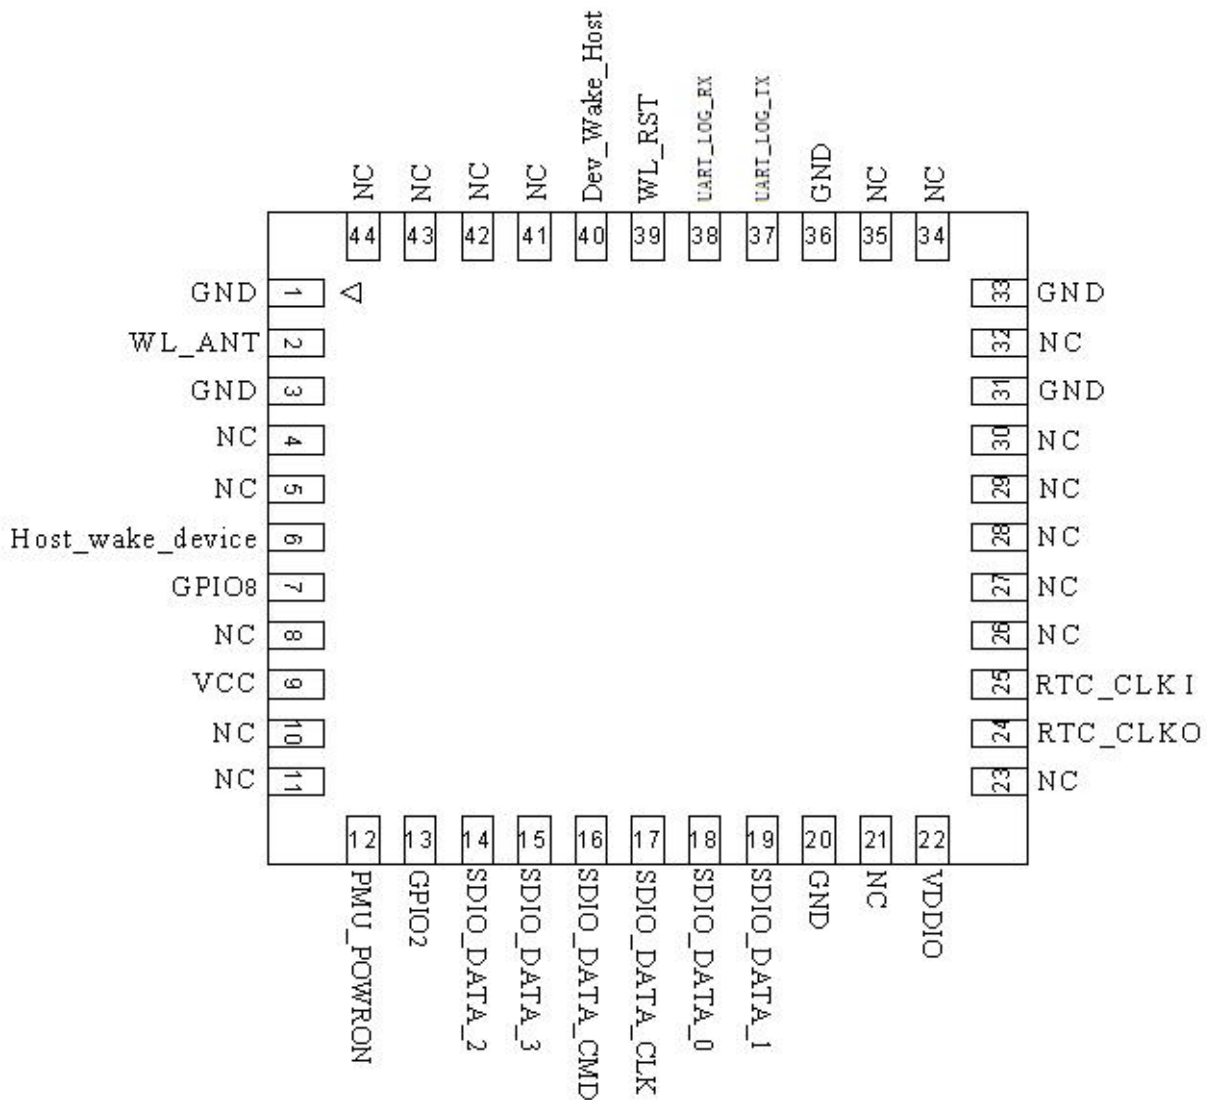 NC
NC
NC
NC
Dev_Wake_Host
WL_RST
UART_LOG_RX
UART_LOG_TX
GND
NC
NC
44 43 42 41 40 39 38 37 36 35 34
GND 1
WL_ANT 2
GND 3
NC 4
NC 5
Host_wake_device 6
GPIO8 7
NC 8
VCC 9
NC 10
NC 11
33 GND
32 NC
31 GND
30 NC
29 NC
28 NC
27 NC
26 NC
25 RTC_CLKI
24 RTC_CLKO
23 NC
12 13 14 15 16 17 18 19 20 21 22
PMU_POWRON
GPIO2
SDIO_DATA_2
SDIO_DATA_3
SDIO_DATA_CMD
SDIO_DATA_CLK
SDIO_DATA_0
SDIO_DATA_1
GND
NC
VDDIO